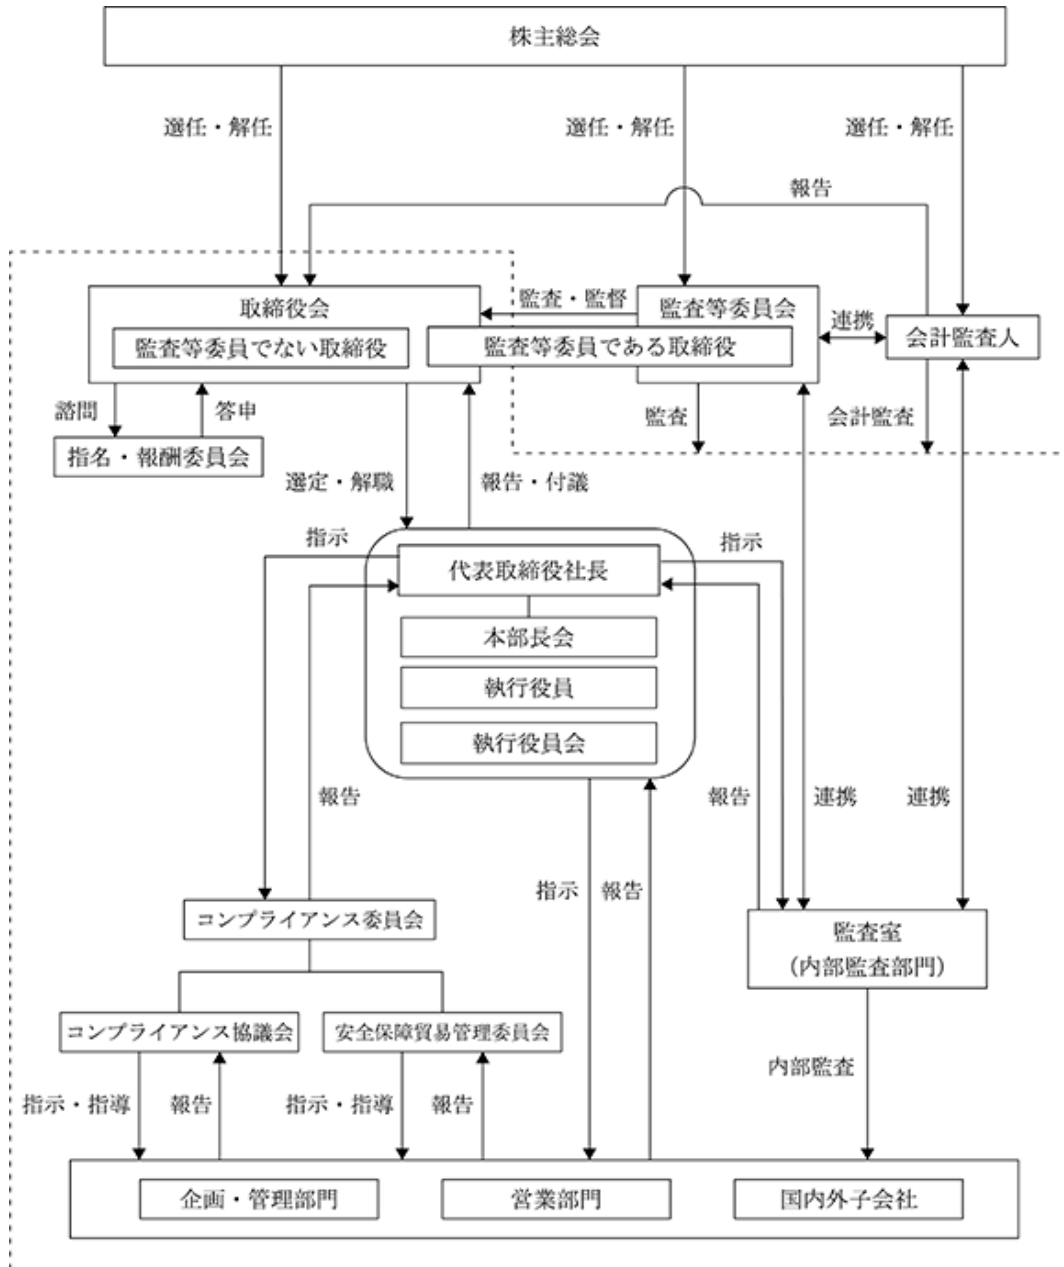 株主総会
選任・解任
選任・解任
選任・解任
報告
取締役会
監査・監督
監査等委員会
連携
会計監査人
監査等委員でない取締役
監査等委員である取締役
諮問
答申
監査
会計監査
指名・報酬委員会
選定・解職
報告・付議
指示
指示
代表取締役社長
本部長会
執行役員
執行役員会
報告
報告
連携
連携
指示
報告
コンプライアンス委員会
監査室
（内部監査部門）
コンプライアンス協議会
安全保障貿易管理委員会
内部監査
指示・指導
報告
指示・指導
報告
企画・管理部門
営業部門
国内外子会社